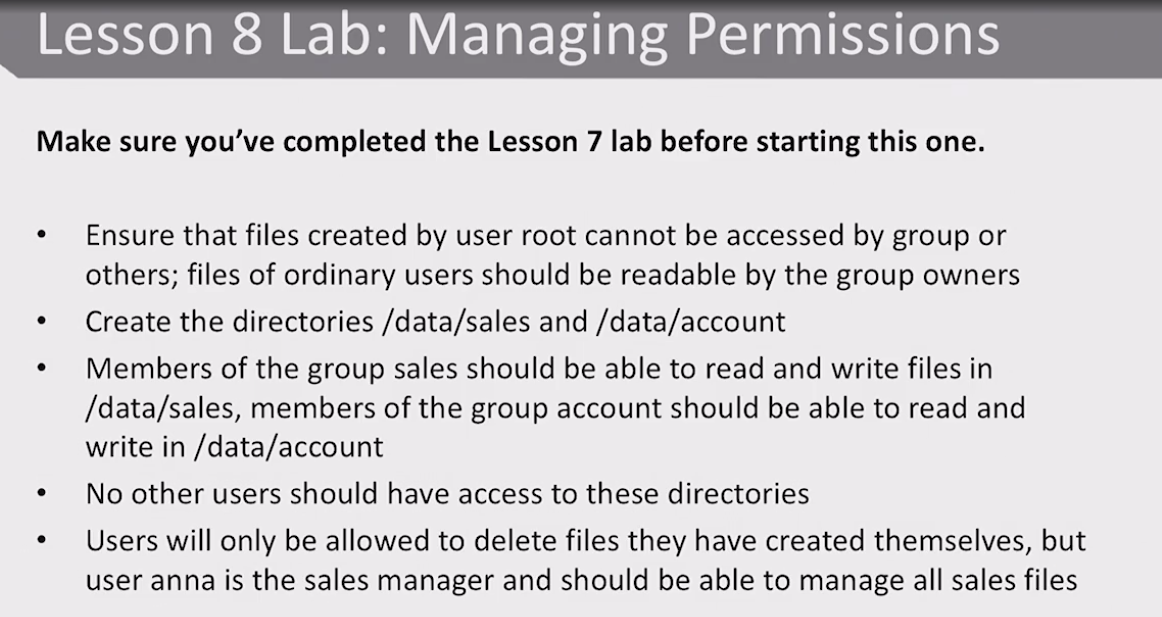 Lesson 8 Lab: Managing Permissions
Make sure you’ve completed the Lesson 7 lab before starting this one.
• Ensure that files created by user root cannot be accessed by group or
others; files of ordinary users should be readable by the group owners
• Create the directories /data/sales and /data/account
• Members of the group sales should be able to read and write files in
/data/sales, members of the group account should be able to read and
write in /data/account
• No other users should have access to these directories
• Users will only be allowed to delete files they have created themselves, but
user anna is the sales manager and should be able to manage all sales files